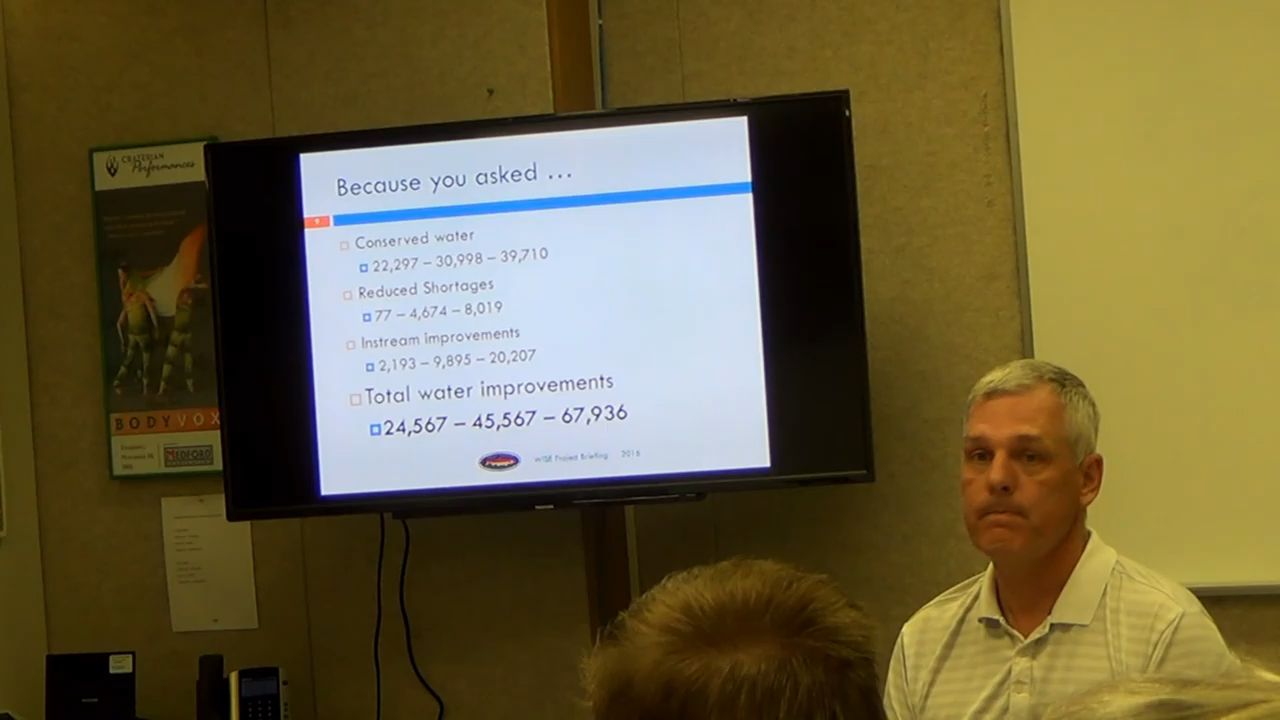 CRATERIAN
Performances
BODYVOX
MEDFORD
Because you asked ...
9
Conserved water
22,297 – 30,998 – 39,710
Reduced Shortages
77 – 4,674 – 8,019
Instream improvements
2,193 – 9,895 – 20,207
Total water improvements
24,567 – 45,567 – 67,936
WISE Project Briefing 2015